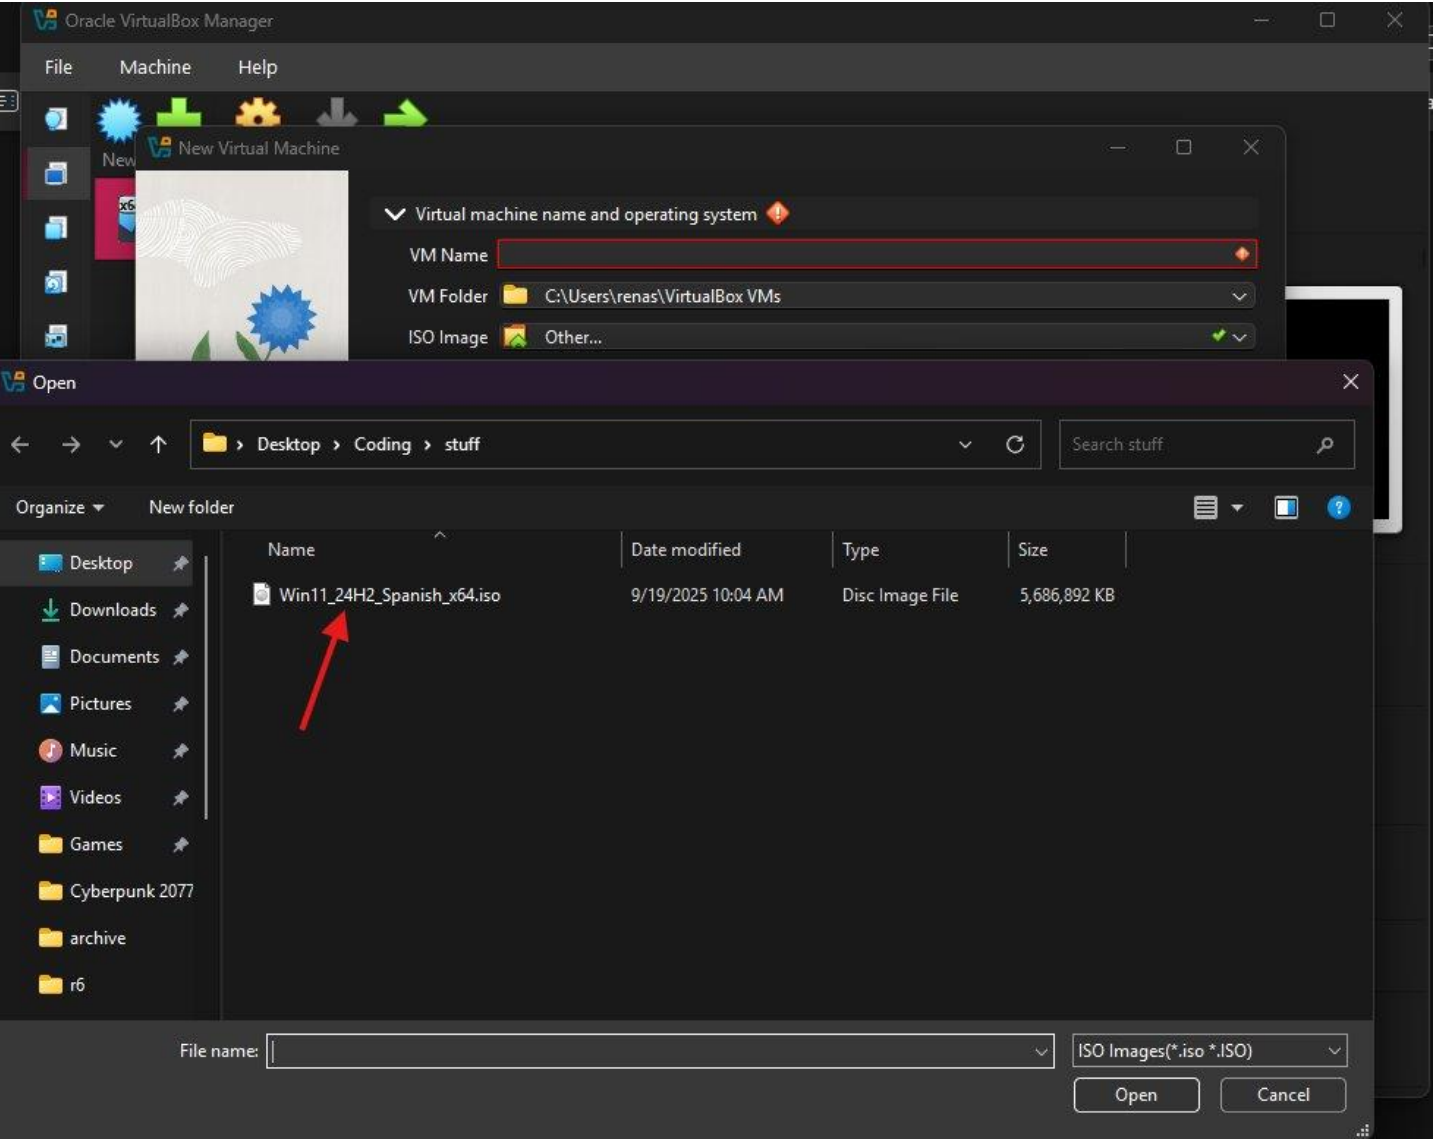 Oracle VirtualBox Manager
File Machine Help
New
New Virtual Machine
x6
Virtual machine name and operating system
VM Name
VM Folder C:\Users\renas\VirtualBox VMs
ISO Image Other...
Open
Desktop > Coding > stuff
Search stuff
Organize New folder
Name Date modified Type Size
Desktop
Win11_24H2_Spanish_x64.iso 9/19/2025 10:04 AM Disc Image File 5,686,892 KB
Downloads
Documents
Pictures
Music
Videos
Games
Cyberpunk 2077
archive
r6
File name: ISO Images(*.iso *.ISO)
Open Cancel